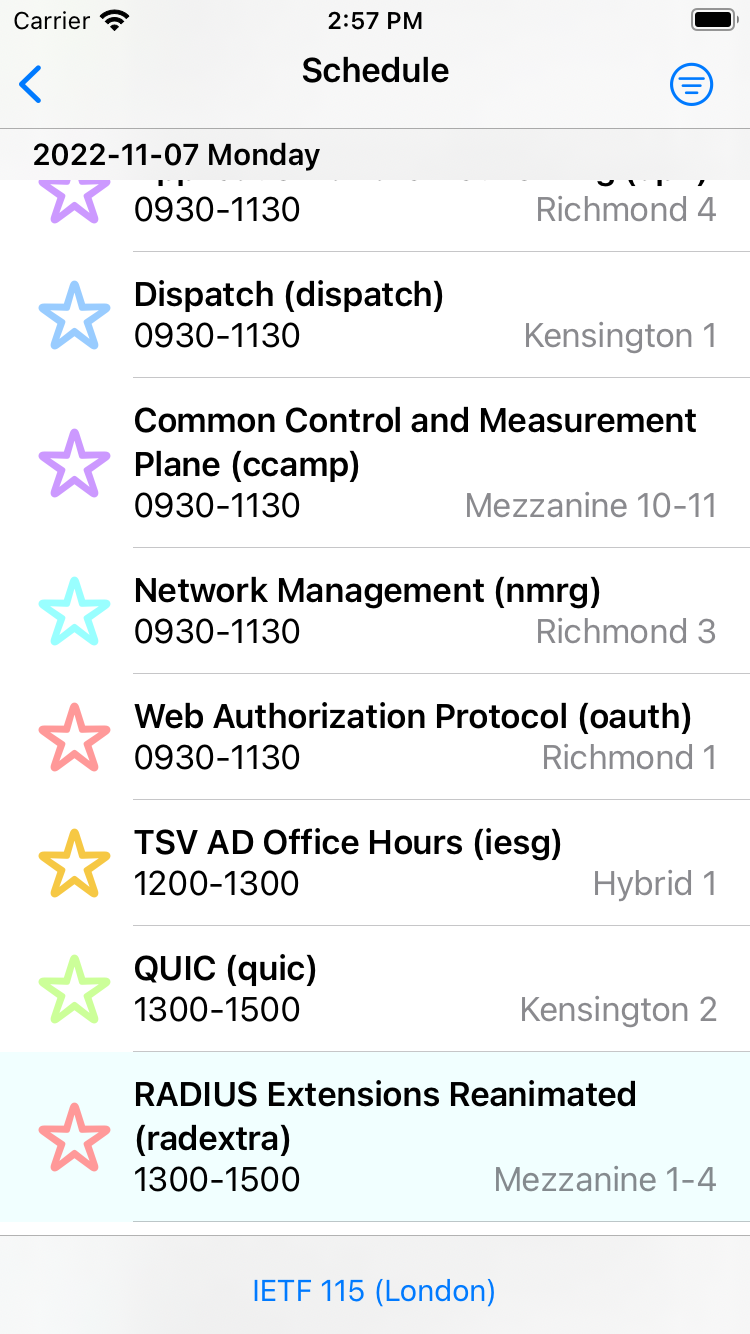 Carrier 2:57 PM
Schedule
2022-11-07 Monday
0930-1130 Richmond 4
Dispatch (dispatch)
0930-1130 Kensington 1
Common Control and Measurement
Plane (ccamp)
0930-1130 Mezzanine 10-11
Network Management (nmrg)
0930-1130 Richmond 3
Web Authorization Protocol (oauth)
0930-1130 Richmond 1
TSV AD Office Hours (iesg)
1200-1300 Hybrid 1
QUIC (quic)
1300-1500 Kensington 2
RADIUS Extensions Reanimated
(radextra)
1300-1500 Mezzanine 1-4
IETF 115 (London)